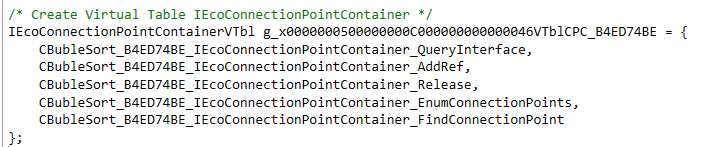 /* Create Virtual Table IEcoConnectionPointContainer */
IEcoConnectionPointContainerVTbl g_x0000000500000000C000000000000046VTblCPC_B4ED74BE = {
    CBubleSort_B4ED74BE_IEcoConnectionPointContainer_QueryInterface,
    CBubleSort_B4ED74BE_IEcoConnectionPointContainer_AddRef,
    CBubleSort_B4ED74BE_IEcoConnectionPointContainer_Release,
    CBubleSort_B4ED74BE_IEcoConnectionPointContainer_EnumConnectionPoints,
    CBubleSort_B4ED74BE_IEcoConnectionPointContainer_FindConnectionPoint
};